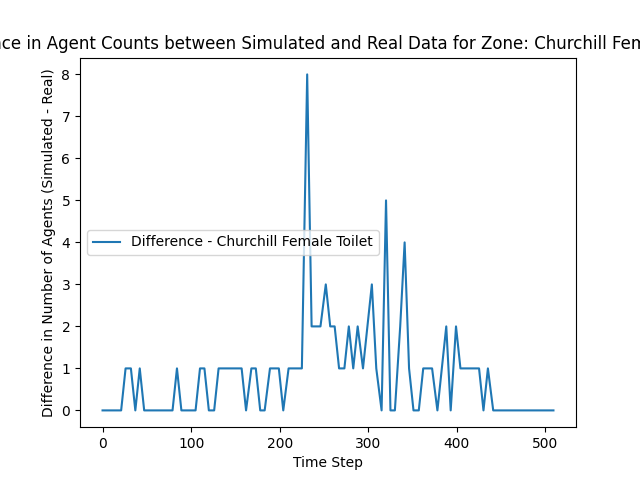 nce in Agent Counts between Simulated and Real Data for Zone: Churchill Fem
Difference in Number of Agents (Simulated - Real)
8
7
6
5
4
3
2
1
0
Difference - Churchill Female Toilet
0 100 200 300 400 500
Time Step